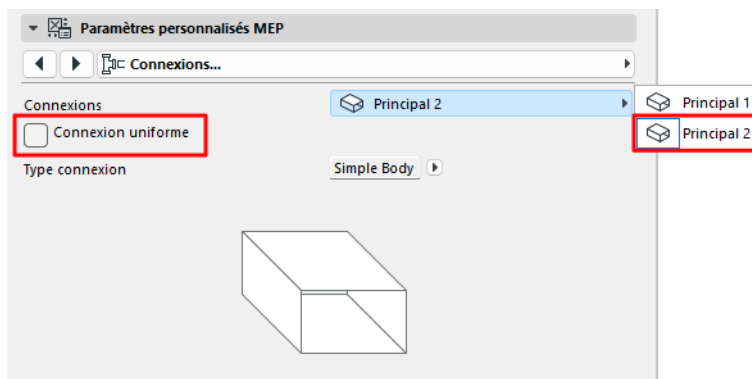 Paramètres personnalisés MEP
Connexions...
Connexions
Principal 2
Principal 1
Principal 2
Connexion uniforme
Type connexion
Simple Body